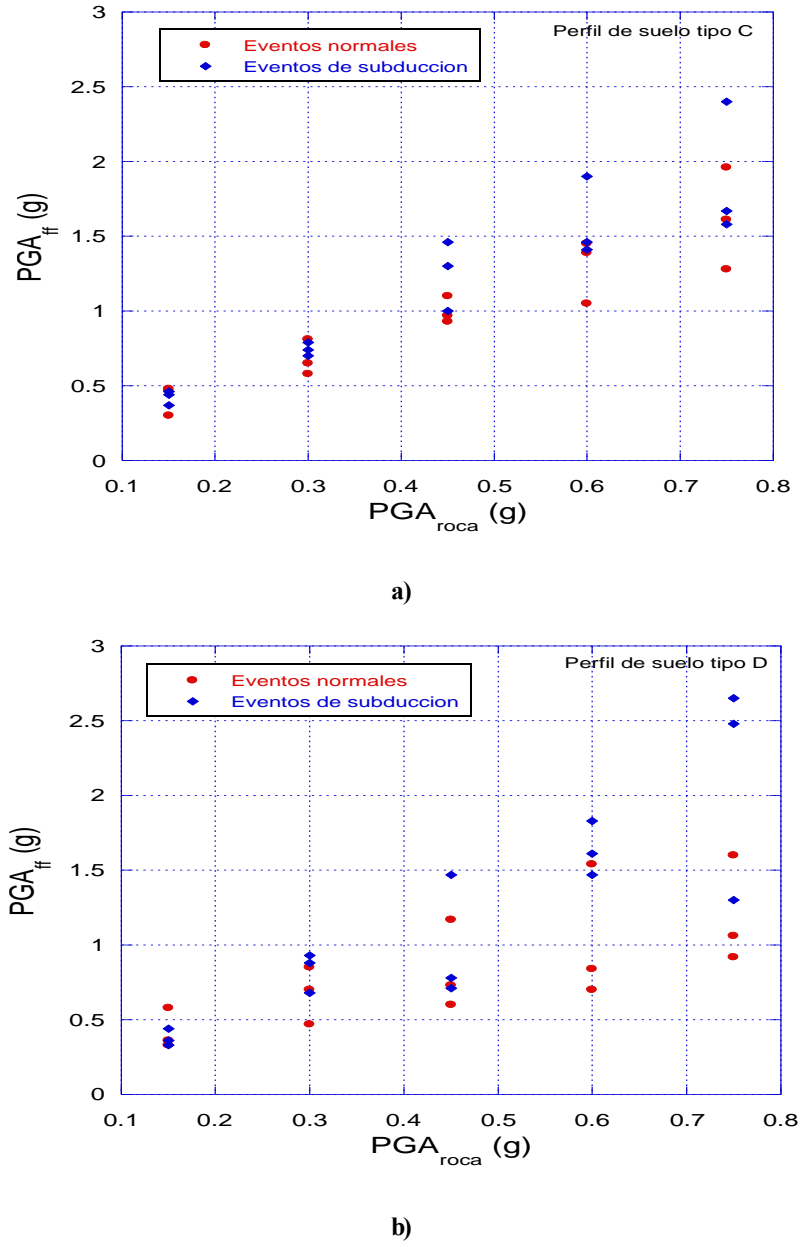 Perfil de suelo tipo C
Eventos normales
Eventos de subduccion
3
2.5
2
1.5
1
0.5
0
PGA_ff (g)
0.1 0.2 0.3 0.4 0.5 0.6 0.7 0.8
PGA_roca (g)
a)
Perfil de suelo tipo D
Eventos normales
Eventos de subduccion
3
2.5
2
1.5
1
0.5
0
PGA_ff (g)
0.1 0.2 0.3 0.4 0.5 0.6 0.7 0.8
PGA_roca (g)
b)